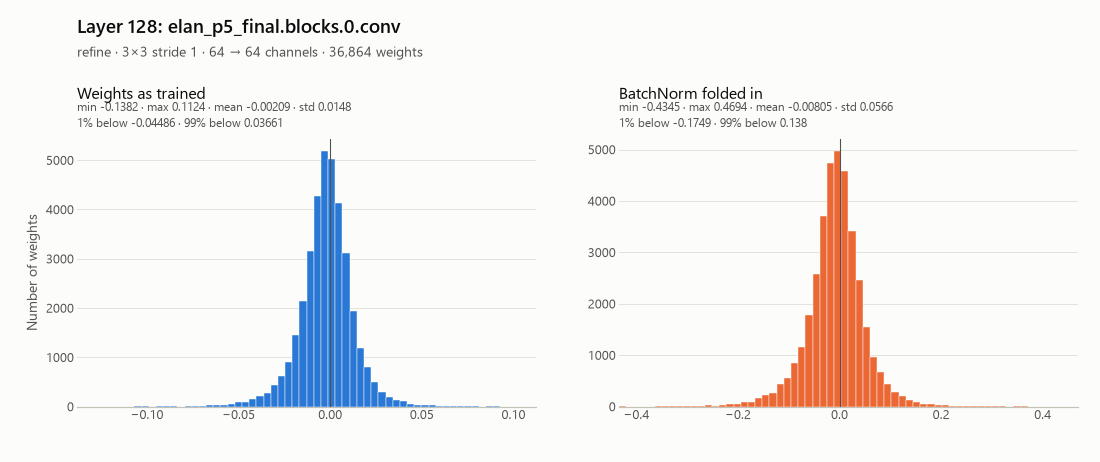 Layer 128: elan_p5_final.blocks.0.conv
refine · 3×3 stride 1 · 64 → 64 channels · 36,864 weights
Weights as trained
min -0.1382 · max 0.1124 · mean -0.00209 · std 0.0148
1% below -0.04486 · 99% below 0.03661
Number of weights
5000
4000
3000
2000
1000
0
−0.10
−0.05
0.00
0.05
0.10
BatchNorm folded in
min -0.4345 · max 0.4694 · mean -0.00805 · std 0.0566
1% below -0.1749 · 99% below 0.138
5000
4000
3000
2000
1000
0
−0.4
−0.2
0.0
0.2
0.4